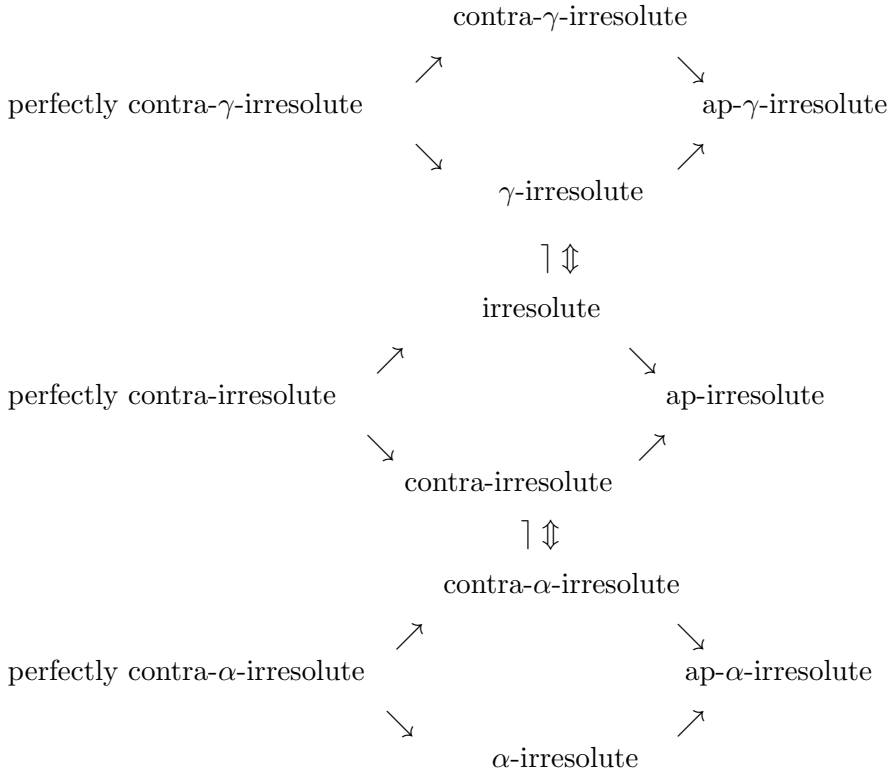 contra-γ-irresolute
↗ ↘
perfectly contra-γ-irresolute ap-γ-irresolute
↘ ↗
γ-irresolute
⌉ ⇕
irresolute
↗ ↘
perfectly contra-irresolute ap-irresolute
↘ ↗
contra-irresolute
⌉ ⇕
contra-α-irresolute
↗ ↘
perfectly contra-α-irresolute ap-α-irresolute
↘ ↗
α-irresolute